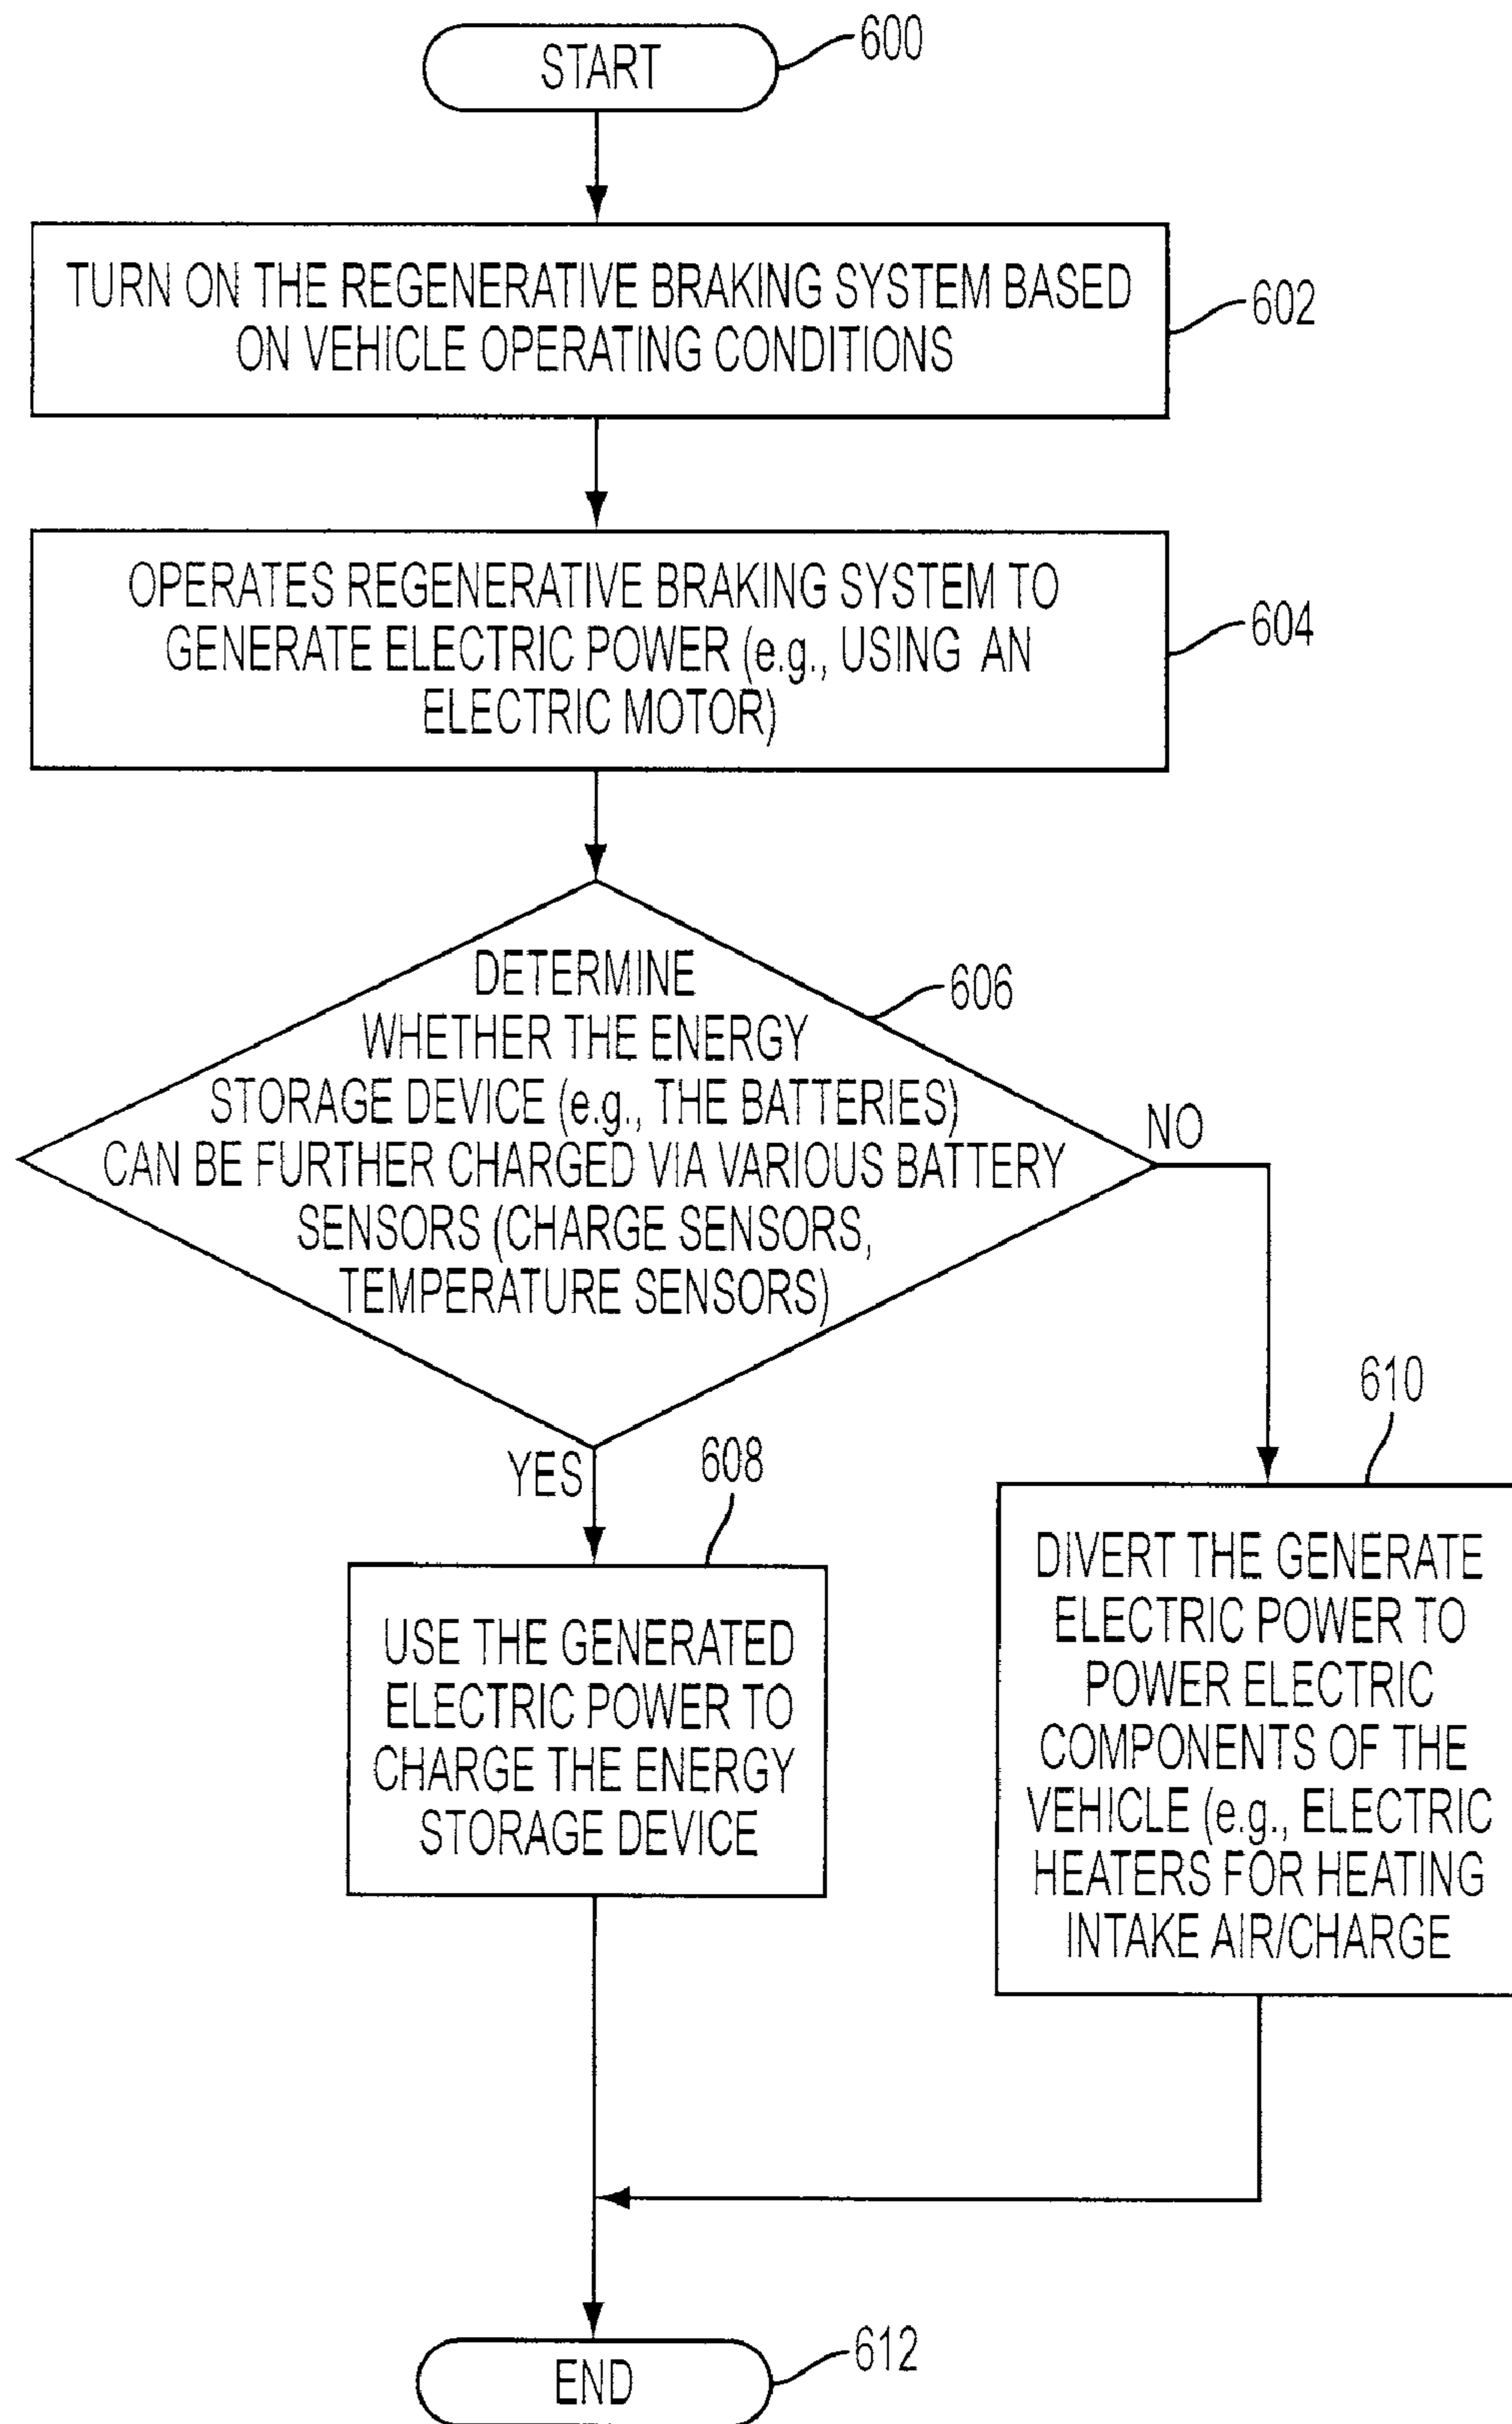 START
600
TURN ON THE REGENERATIVE BRAKING SYSTEM BASED
ON VEHICLE OPERATING CONDITIONS
602
OPERATES REGENERATIVE BRAKING SYSTEM TO
GENERATE ELECTRIC POWER (e.g., USING AN
ELECTRIC MOTOR)
604
DETERMINE
WHETHER THE ENERGY
STORAGE DEVICE (e.g., THE BATTERIES)
CAN BE FURTHER CHARGED VIA VARIOUS BATTERY
SENSORS (CHARGE SENSORS,
TEMPERATURE SENSORS)
606
NO
YES
608
USE THE GENERATED
ELECTRIC POWER TO
CHARGE THE ENERGY
STORAGE DEVICE
610
DIVERT THE GENERATE
ELECTRIC POWER TO
POWER ELECTRIC
COMPONENTS OF THE
VEHICLE (e.g., ELECTRIC
HEATERS FOR HEATING
INTAKE AIR/CHARGE
END
612